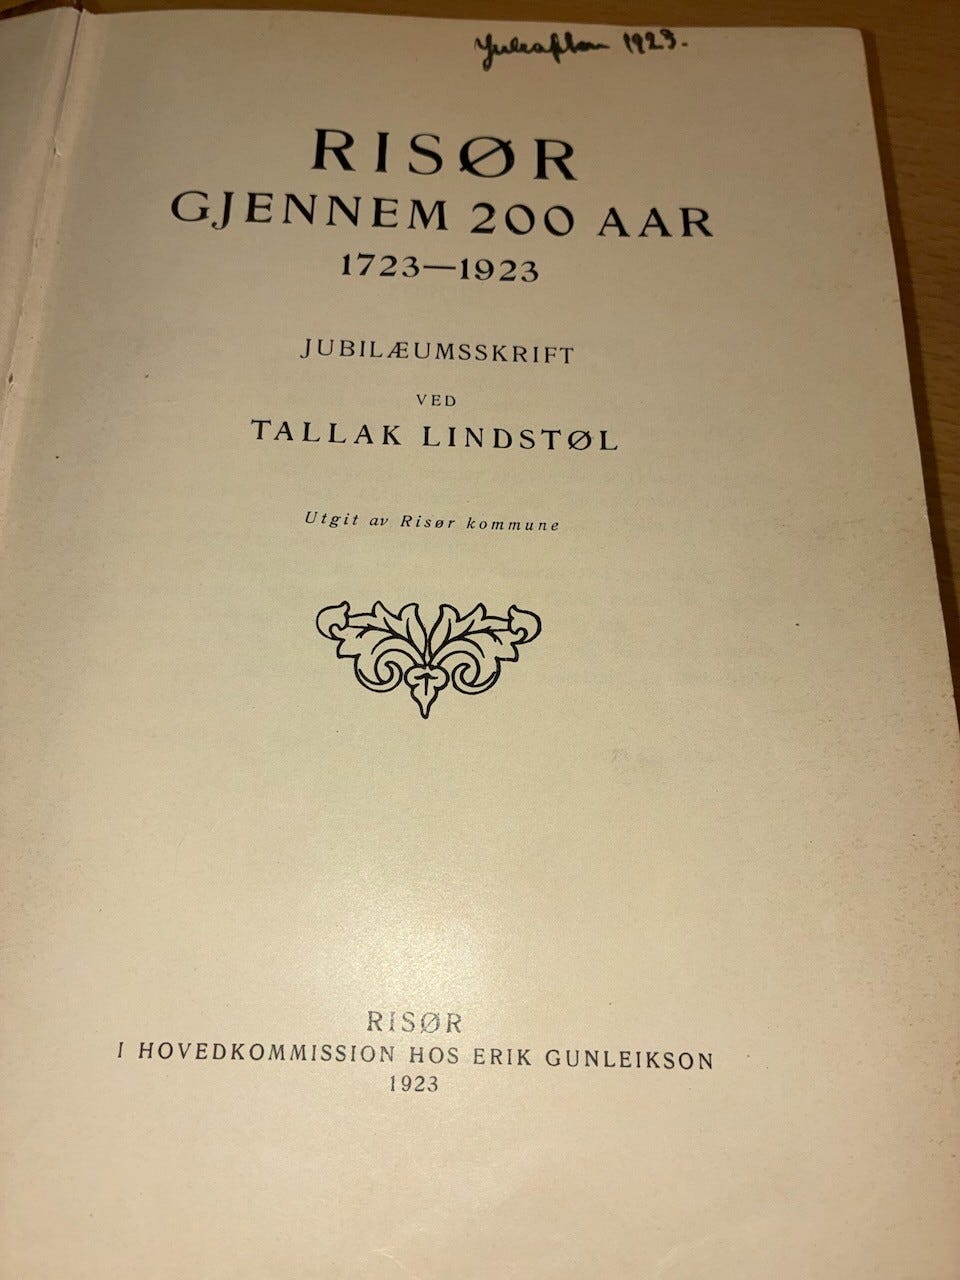 Juleaften 1923.
RISØR
GJENNEM 200 AAR
1723—1923
JUBILÆUMSSKRIFT
VED
TALLAK LINDSTØL
Utgit av Risør kommune
RISØR
I HOVEDKOMMISSION HOS ERIK GUNLEIKSON
1923